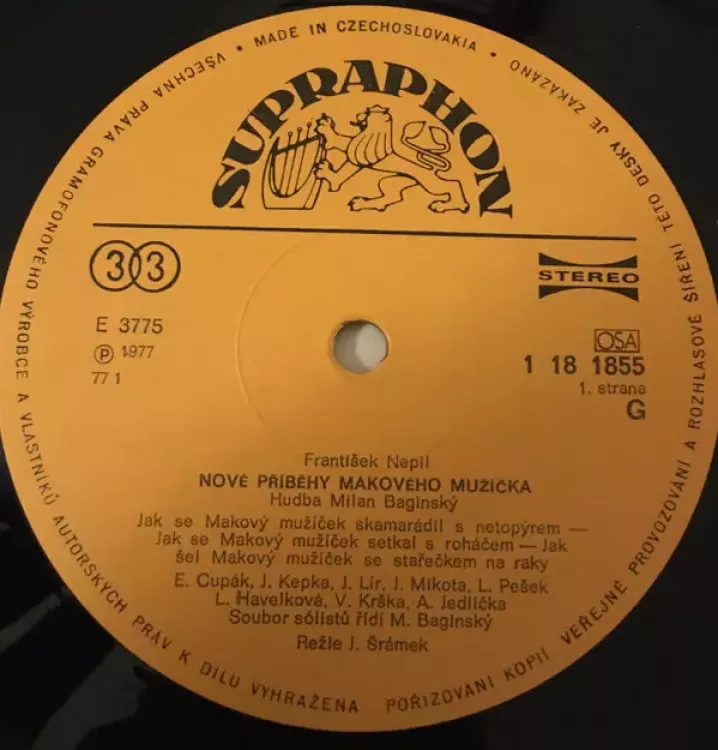 VŠECHNA PRÁVA GRAMOFONOVÉHO VÝROBCE A VLASTNÍKŮ AUTORSKÝCH PRÁV K DÍLU VYHRAŽENA
POŘIZOVÁNÍ KOPIÍ VEŘEJNÉ PROVOZOVÁNÍ A ROZHLASOVÉ ŠÍŘENÍ TÉTO DESKY JE ZAKÁZÁNO
• MADE IN CZECHOSLOVAKIA •
SUPRAPHON
33
STEREO
E 3775
℗ 1977
77 1
OSA
1 18 1855
1. strana
G
František Nepil
NOVÉ PŘÍBĚHY MAKOVÉHO MUŽÍČKA
Hudba Milan Baginský
Jak se Makový mužíček skamarádil s netopýrem —
Jak se Makový mužíček setkal s roháčem — Jak
šel Makový mužíček se stařečkem na raky
E. Cupák, J. Kepka, J. Lír, J. Mikota, L. Pešek
L. Havelková, V. Krška, A. Jedlička
Soubor sólistů řídí M. Baginský
Režie J. Šrámek